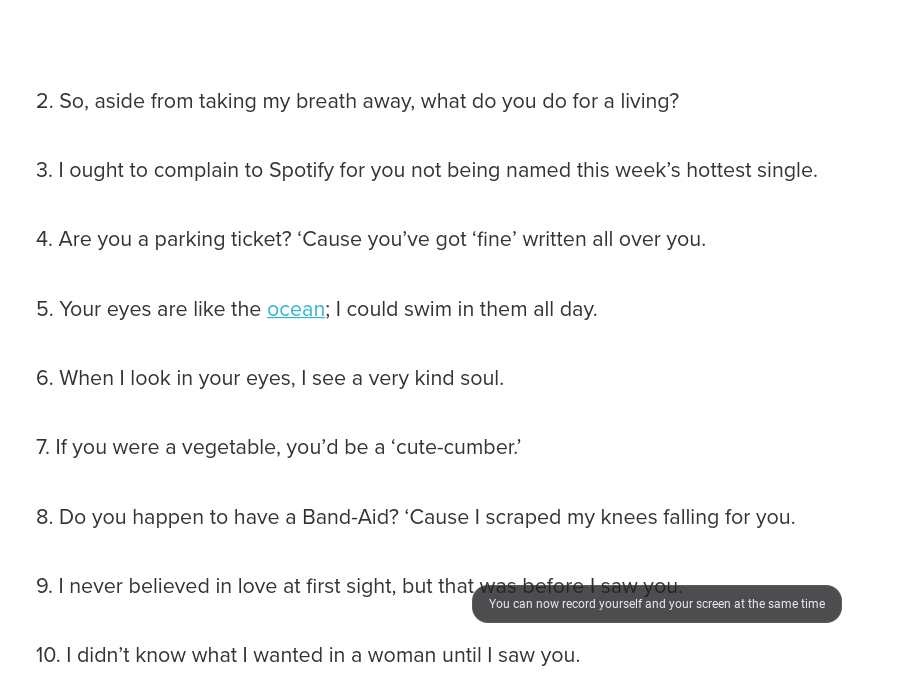 2. So, aside from taking my breath away, what do you do for a living?
3. I ought to complain to Spotify for you not being named this week’s hottest single.
4. Are you a parking ticket? ‘Cause you’ve got ‘fine’ written all over you.
5. Your eyes are like the ocean; I could swim in them all day.
6. When I look in your eyes, I see a very kind soul.
7. If you were a vegetable, you’d be a ‘cute-cumber.’
8. Do you happen to have a Band-Aid? ‘Cause I scraped my knees falling for you.
9. I never believed in love at first sight, but that was before I saw you.
You can now record yourself and your screen at the same time
10. I didn’t know what I wanted in a woman until I saw you.